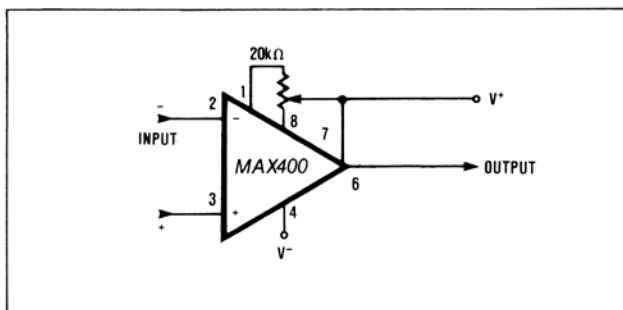 20kΩ
1
8
7
V+
2
-
-
INPUT
MAX400
6
OUTPUT
3
+
+
4
V-